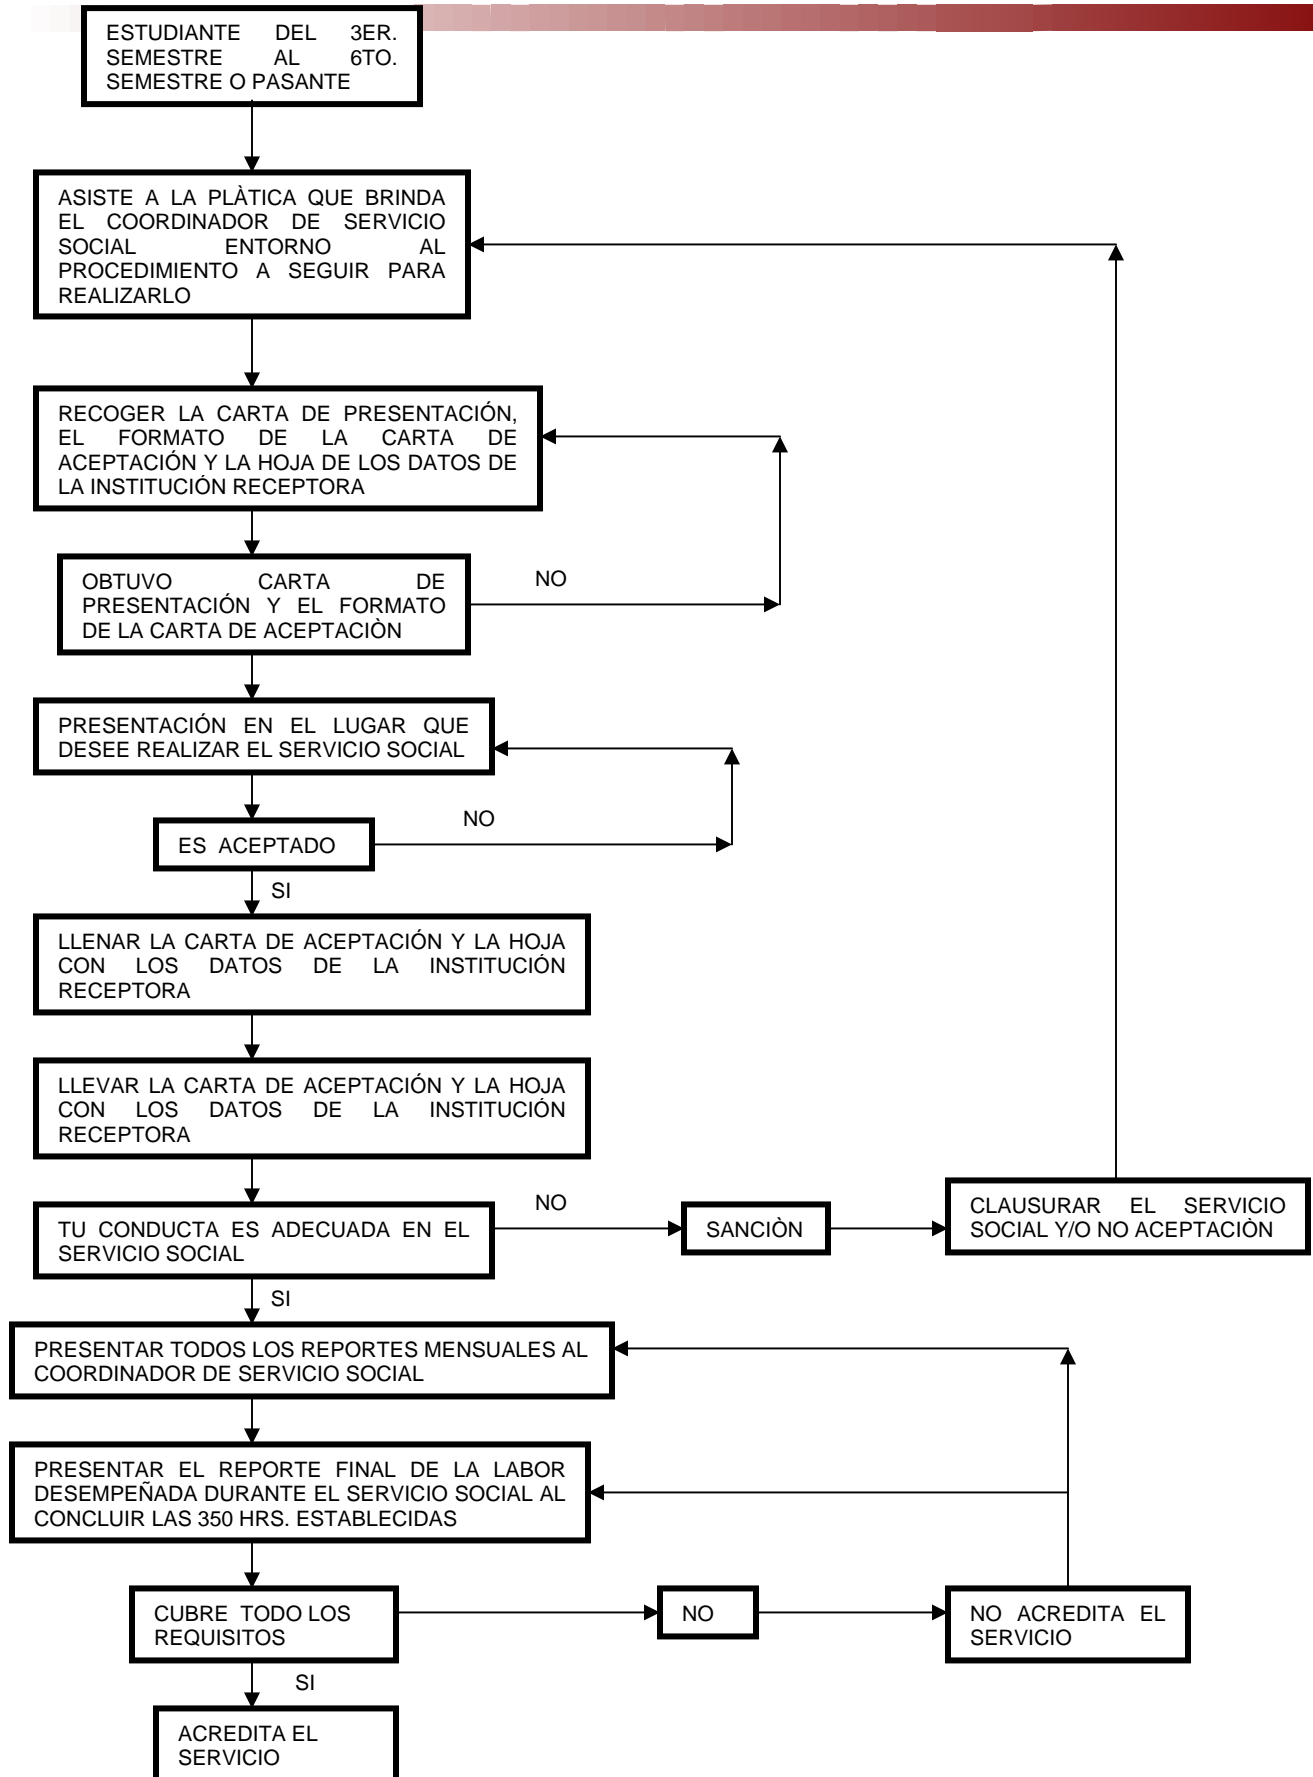 ESTUDIANTE DEL 3ER.
SEMESTRE AL 6TO.
SEMESTRE O PASANTE
ASISTE A LA PLÀTICA QUE BRINDA
EL COORDINADOR DE SERVICIO
SOCIAL ENTORNO AL
PROCEDIMIENTO A SEGUIR PARA
REALIZARLO
RECOGER LA CARTA DE PRESENTACIÓN,
EL FORMATO DE LA CARTA DE
ACEPTACIÓN Y LA HOJA DE LOS DATOS DE
LA INSTITUCIÓN RECEPTORA
OBTUVO CARTA DE
PRESENTACIÓN Y EL FORMATO
DE LA CARTA DE ACEPTACIÒN
NO
PRESENTACIÓN EN EL LUGAR QUE
DESEE REALIZAR EL SERVICIO SOCIAL
ES ACEPTADO
NO
SI
LLENAR LA CARTA DE ACEPTACIÓN Y LA HOJA
CON LOS DATOS DE LA INSTITUCIÓN
RECEPTORA
LLEVAR LA CARTA DE ACEPTACIÓN Y LA HOJA
CON LOS DATOS DE LA INSTITUCIÓN
RECEPTORA
TU CONDUCTA ES ADECUADA EN EL
SERVICIO SOCIAL
NO
SANCIÒN
CLAUSURAR EL SERVICIO
SOCIAL Y/O NO ACEPTACIÒN
SI
PRESENTAR TODOS LOS REPORTES MENSUALES AL
COORDINADOR DE SERVICIO SOCIAL
PRESENTAR EL REPORTE FINAL DE LA LABOR
DESEMPEÑADA DURANTE EL SERVICIO SOCIAL AL
CONCLUIR LAS 350 HRS. ESTABLECIDAS
CUBRE TODO LOS
REQUISITOS
NO
NO ACREDITA EL
SERVICIO
SI
ACREDITA EL
SERVICIO